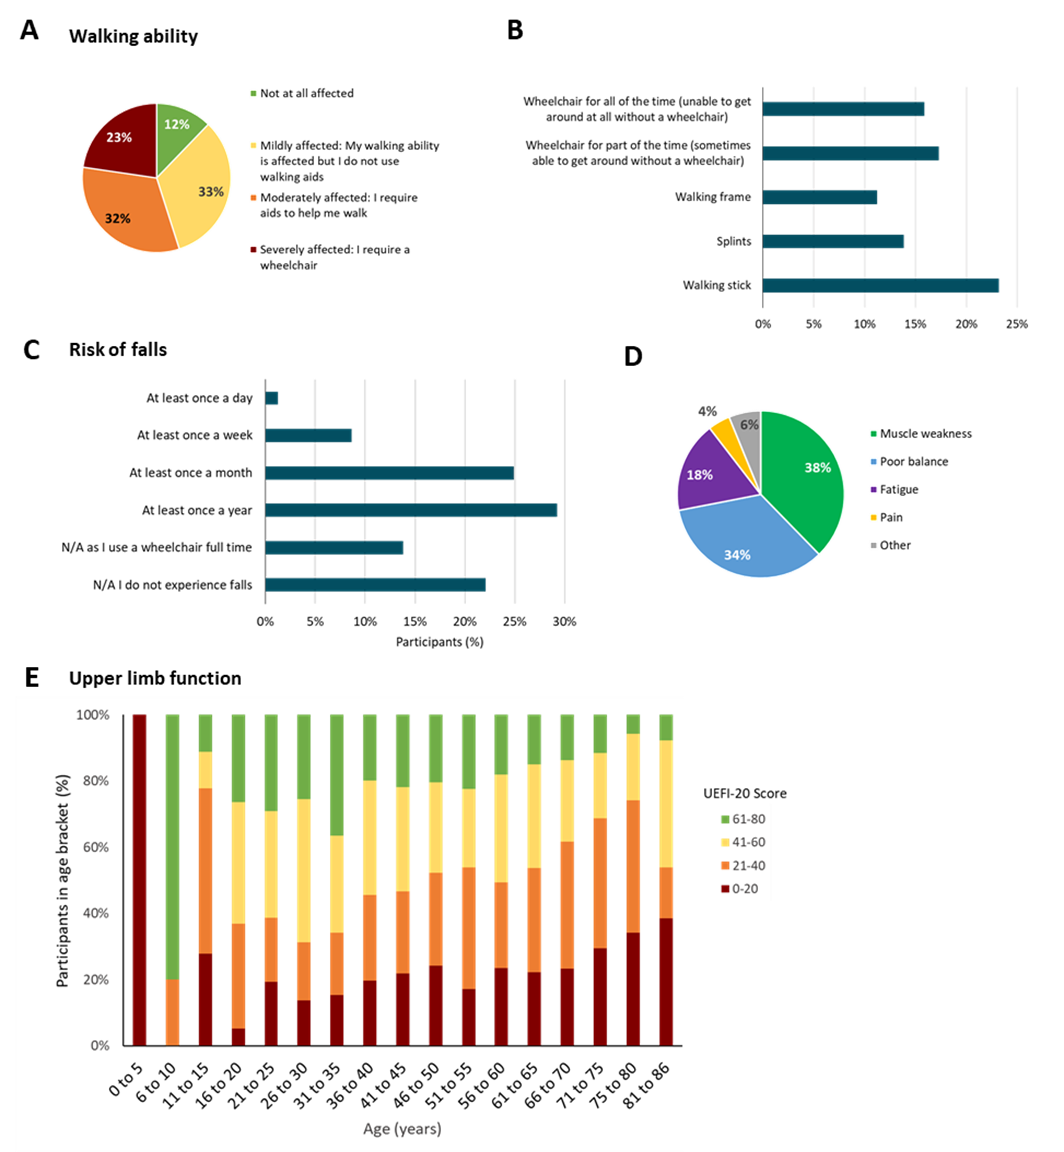 A
Walking ability
12%
23%
33%
32%
Not at all affected
Mildly affected: My walking ability
is affected but I do not use
walking aids
Moderately affected: I require
aids to help me walk
Severely affected: I require a
wheelchair
B
Wheelchair for all of the time (unable to get
around at all without a wheelchair)
Wheelchair for part of the time (sometimes
able to get around without a wheelchair)
Walking frame
Splints
Walking stick
0% 5% 10% 15% 20% 25%
C
Risk of falls
At least once a day
At least once a week
At least once a month
At least once a year
N/A as I use a wheelchair full time
N/A I do not experience falls
0% 5% 10% 15% 20% 25% 30%
Participants (%)
D
4%
6%
38%
18%
34%
Muscle weakness
Poor balance
Fatigue
Pain
Other
E
Upper limb function
Participants in age bracket (%)
100%
80%
60%
40%
20%
0%
0 to 5
6 to 10
11 to 15
16 to 20
21 to 25
26 to 30
31 to 35
36 to 40
41 to 45
46 to 50
51 to 55
56 to 60
61 to 65
66 to 70
71 to 75
75 to 80
81 to 86
Age (years)
UEFI-20 Score
61-80
41-60
21-40
0-20